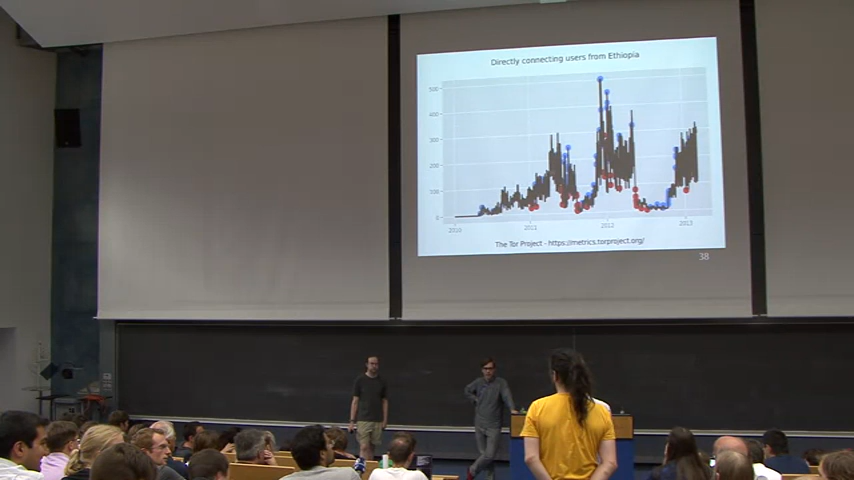 Directly connecting users from Ethiopia
500
400
300
200
100
0
2010 2011 2012 2013
The Tor Project - https://metrics.torproject.org/
38